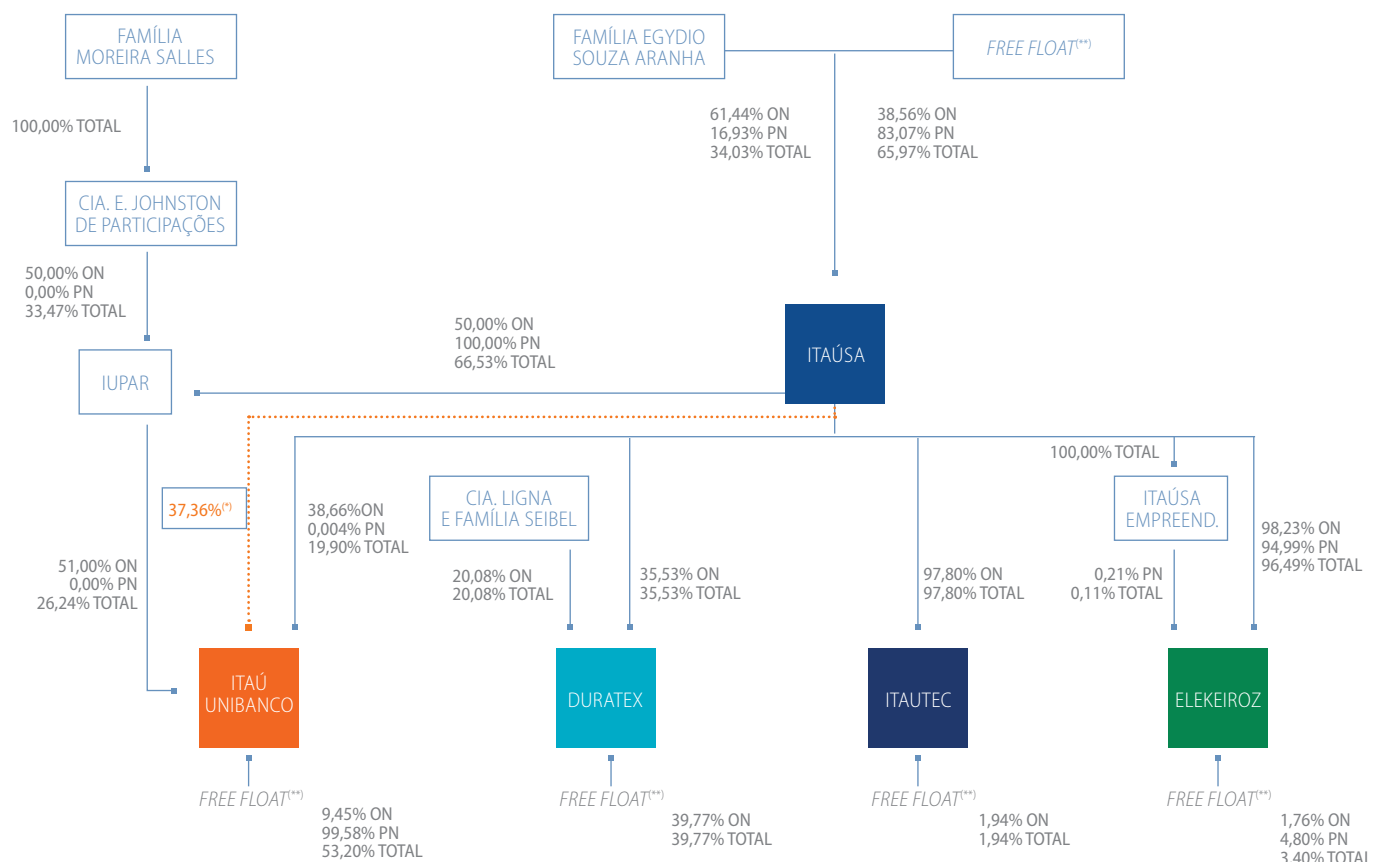 FAMÍLIA
MOREIRA SALLES
FAMÍLIA EGYDIO
SOUZA ARANHA
FREE FLOAT(**)
100,00% TOTAL
61,44% ON
16,93% PN
34,03% TOTAL
38,56% ON
83,07% PN
65,97% TOTAL
CIA. E. JOHNSTON
DE PARTICIPAÇÕES
50,00% ON
0,00% PN
33,47% TOTAL
50,00% ON
100,00% PN
66,53% TOTAL
ITAÚSA
IUPAR
100,00% TOTAL
37,36%(*)
38,66%ON
0,004% PN
19,90% TOTAL
CIA. LIGNA
E FAMÍLIA SEIBEL
ITAÚSA
EMPREEND.
98,23% ON
94,99% PN
96,49% TOTAL
51,00% ON
0,00% PN
26,24% TOTAL
20,08% ON
20,08% TOTAL
35,53% ON
35,53% TOTAL
97,80% ON
97,80% TOTAL
0,21% PN
0,11% TOTAL
ITAÚ
UNIBANCO
DURATEX
ITAUTEC
ELEKEIROZ
FREE FLOAT(**)
9,45% ON
99,58% PN
53,20% TOTAL
FREE FLOAT(**)
39,77% ON
39,77% TOTAL
FREE FLOAT(**)
1,94% ON
1,94% TOTAL
FREE FLOAT(**)
1,76% ON
4,80% PN
3,40% TOTAL